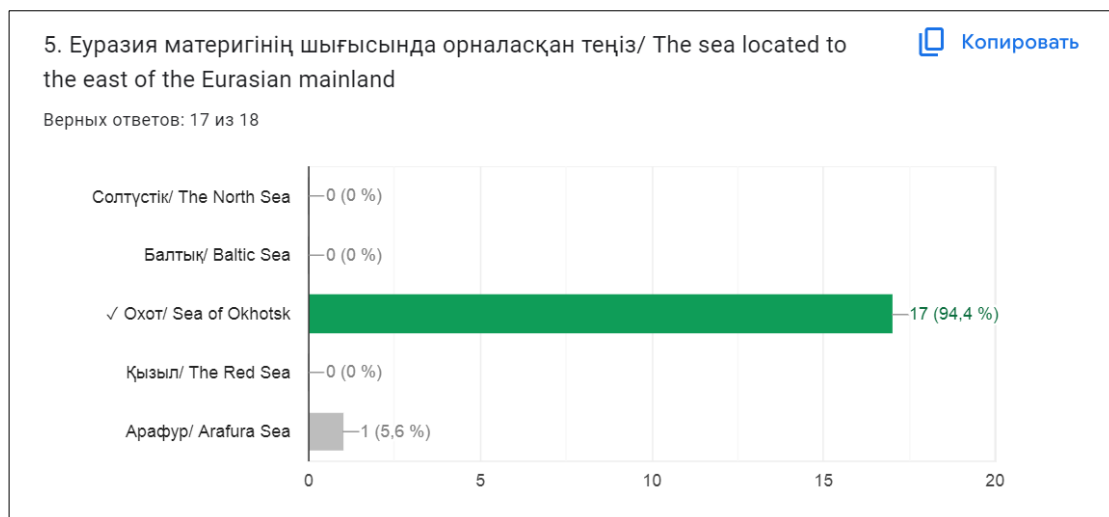 5. Еуразия материгінің шығысында орналасқан теңіз/ The sea located to
the east of the Eurasian mainland
Копировать
Верных ответов: 17 из 18
Солтүстік/ The North Sea
0 (0 %)
Балтық/ Baltic Sea
0 (0 %)
✓ Охот/ Sea of Okhotsk
17 (94,4 %)
Қызыл/ The Red Sea
0 (0 %)
Арафур/ Arafura Sea
1 (5,6 %)
0 5 10 15 20